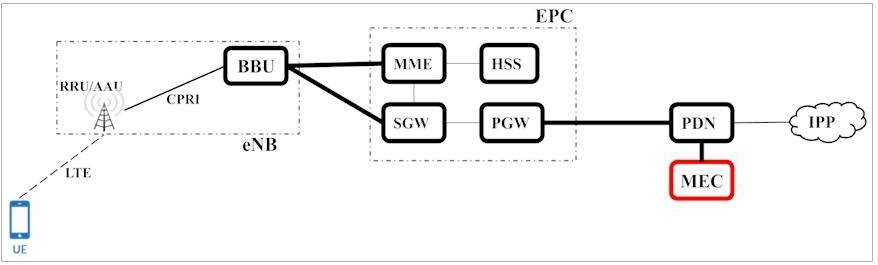 EPC
BBU
MME
HSS
RRU/AAU
CPRI
SGW
PGW
PDN
IPP
eNB
LTE
MEC
UE